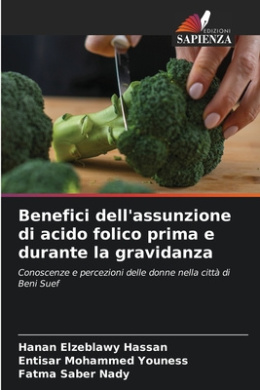 EDIZIONI
SAPIENZA
Benefici dell'assunzione
di acido folico prima e
durante la gravidanza
Conoscenze e percezioni delle donne nella città di
Beni Suef
Hanan Elzeblawy Hassan
Entisar Mohammed Youness
Fatma Saber Nady